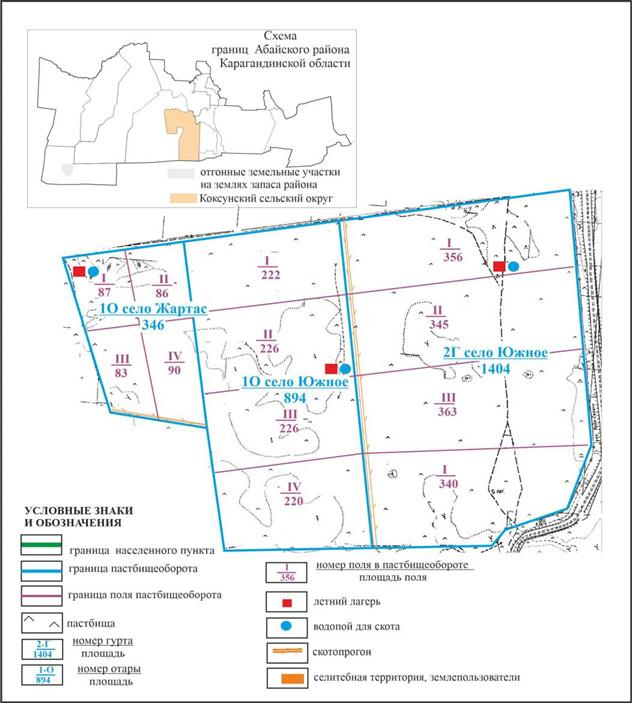 Схема
границ Абайского района
Карагандинской области
отгонные земельные участки
на землях запаса района
Коксунский сельский округ
I
87
II
86
1О село Жартас
346
III
83
IV
90
I
222
II
226
1О село Южное
894
III
226
IV
220
I
356
II
345
2Г село Южное
1404
III
363
I
340
УСЛОВНЫЕ ЗНАКИ
И ОБОЗНАЧЕНИЯ
граница населенного пункта
граница пастбищеоборота
граница поля пастбищеоборота
пастбища
2-Г
1404
номер гурта
площадь
1-О
894
номер отары
площадь
I
356
номер поля в пастбищеобороте
площадь поля
летний лагерь
водопой для скота
скотопрогон
селитебная территория, землепользователи